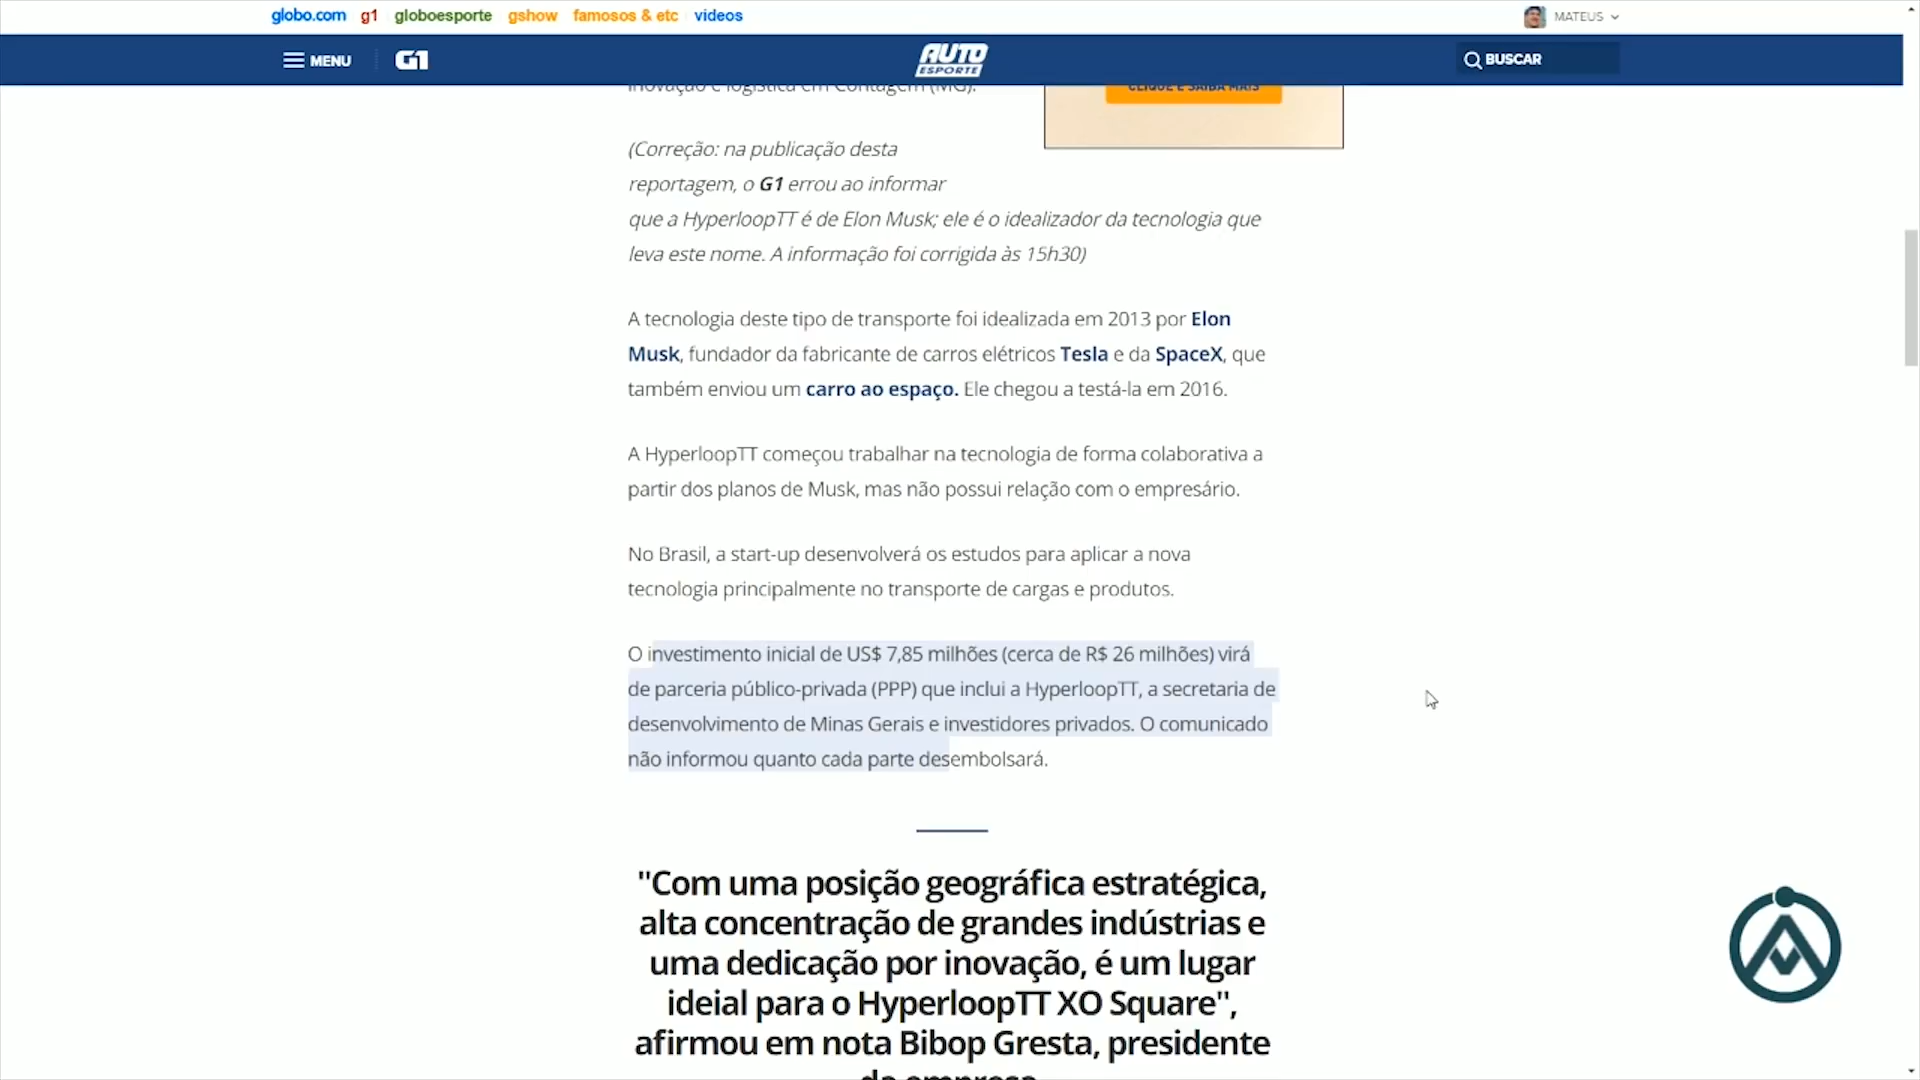 globo.com g1 globoesporte gshow famosos & etc videos
MATEUS
MENU G1 AUTO ESPORTE BUSCAR
inovação e logística em Contagem (MG).
CLIQUE E SAIBA MAIS
(Correção: na publicação desta
reportagem, o G1 errou ao informar
que a HyperloopTT é de Elon Musk; ele é o idealizador da tecnologia que
leva este nome. A informação foi corrigida às 15h30)
A tecnologia deste tipo de transporte foi idealizada em 2013 por Elon
Musk, fundador da fabricante de carros elétricos Tesla e da SpaceX, que
também enviou um carro ao espaço. Ele chegou a testá-la em 2016.
A HyperloopTT começou trabalhar na tecnologia de forma colaborativa a
partir dos planos de Musk, mas não possui relação com o empresário.
No Brasil, a start-up desenvolverá os estudos para aplicar a nova
tecnologia principalmente no transporte de cargas e produtos.
O investimento inicial de US$ 7,85 milhões (cerca de R$ 26 milhões) virá
de parceria público-privada (PPP) que inclui a HyperloopTT, a secretaria de
desenvolvimento de Minas Gerais e investidores privados. O comunicado
não informou quanto cada parte desembolsará.
"Com uma posição geográfica estratégica,
alta concentração de grandes indústrias e
uma dedicação por inovação, é um lugar
ideial para o HyperloopTT XO Square",
afirmou em nota Bibop Gresta, presidente
da empresa